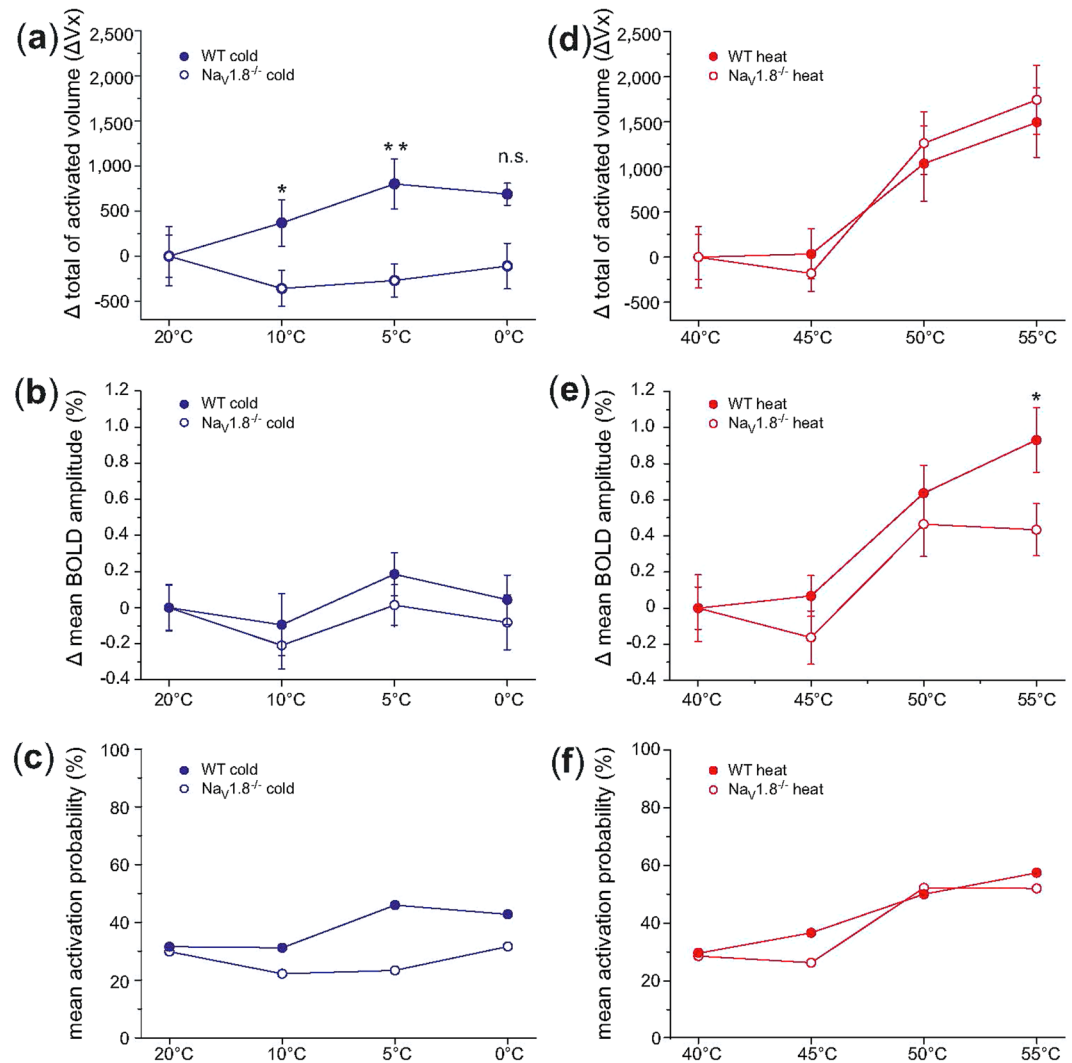 (a)
Δ total of activated volume (ΔVx)
2,500
2,000
1,500
1,000
500
0
-500
WT cold
NaV1.8-/- cold
*
**
n.s.
20°C 10°C 5°C 0°C
(d)
Δ total of activated volume (ΔVx)
2,500
2,000
1,500
1,000
500
0
-500
WT heat
NaV1.8-/- heat
40°C 45°C 50°C 55°C
(b)
Δ mean BOLD amplitude (%)
1.2
1.0
0.8
0.6
0.4
0.2
0
-0.2
-0.4
WT cold
NaV1.8-/- cold
20°C 10°C 5°C 0°C
(e)
Δ mean BOLD amplitude (%)
1.2
1.0
0.8
0.6
0.4
0.2
0
-0.2
-0.4
WT heat
NaV1.8-/- heat
*
40°C 45°C 50°C 55°C
(c)
mean activation probability (%)
100
80
60
40
20
0
WT cold
NaV1.8-/- cold
20°C 10°C 5°C 0°C
(f)
mean activation probability (%)
100
80
60
40
20
0
WT heat
NaV1.8-/- heat
40°C 45°C 50°C 55°C